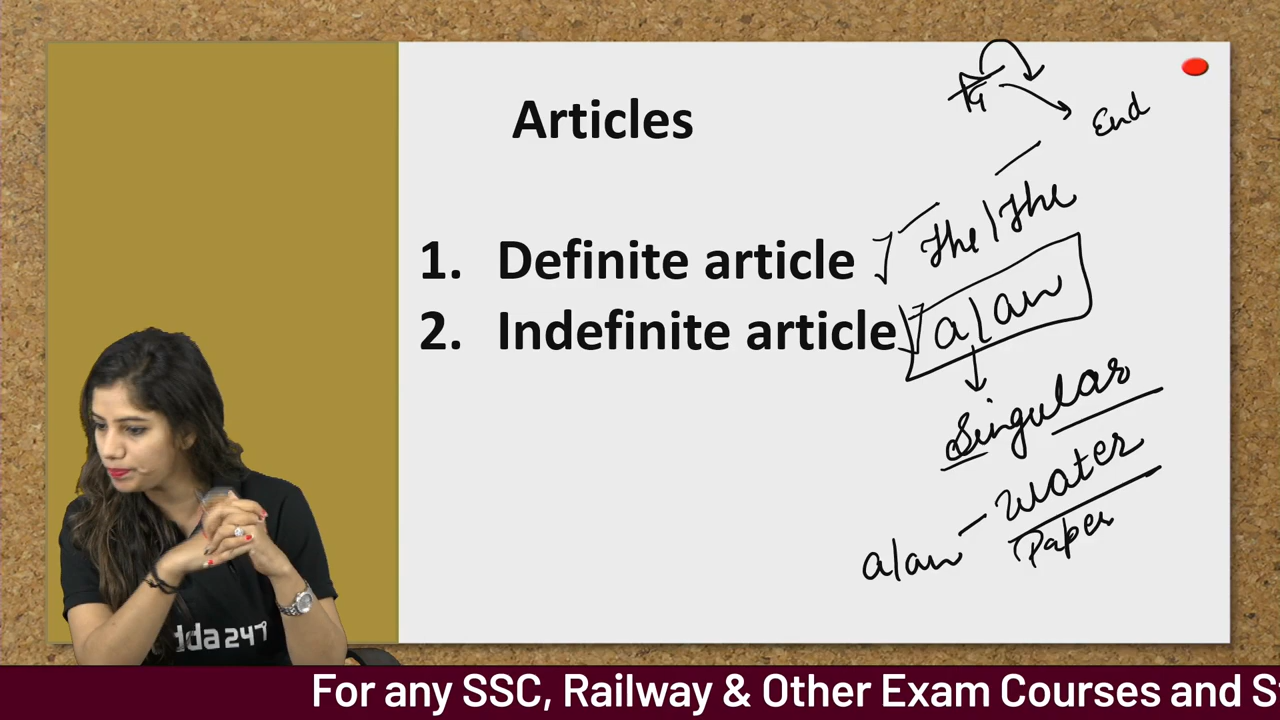 Articles
End
1. Definite article the / The
2. Indefinite article a / an
Singular
water
a/an
Paper
dda247
For any SSC, Railway & Other Exam Courses and S